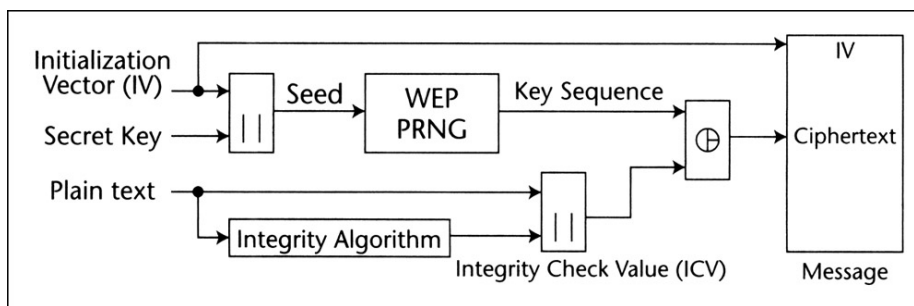 Initialization
Vector (IV)
Secret Key
Plain text
||
Seed
WEP
PRNG
Key Sequence
Integrity Algorithm
||
Integrity Check Value (ICV)
IV
Ciphertext
Message